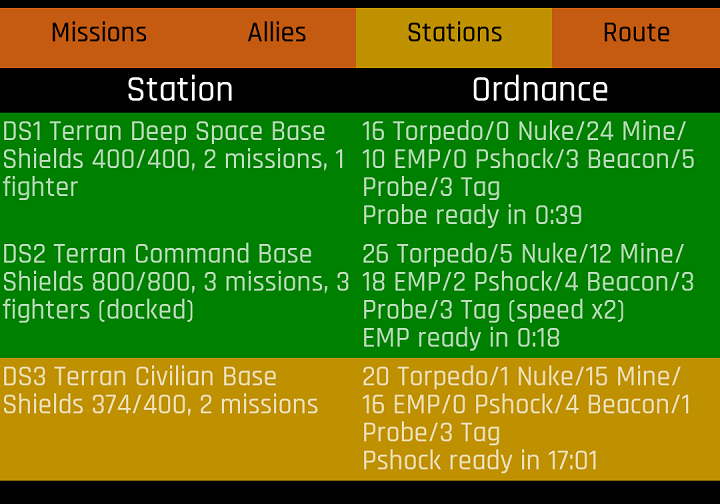 Missions Allies Stations Route
Station Ordnance
DS1 Terran Deep Space Base
Shields 400/400, 2 missions, 1
fighter
16 Torpedo/0 Nuke/24 Mine/
10 EMP/0 Pshock/3 Beacon/5
Probe/3 Tag
Probe ready in 0:39
DS2 Terran Command Base
Shields 800/800, 3 missions, 3
fighters (docked)
26 Torpedo/5 Nuke/12 Mine/
18 EMP/2 Pshock/4 Beacon/3
Probe/3 Tag (speed x2)
EMP ready in 0:18
DS3 Terran Civilian Base
Shields 374/400, 2 missions
20 Torpedo/1 Nuke/15 Mine/
16 EMP/0 Pshock/4 Beacon/1
Probe/3 Tag
Pshock ready in 17:01